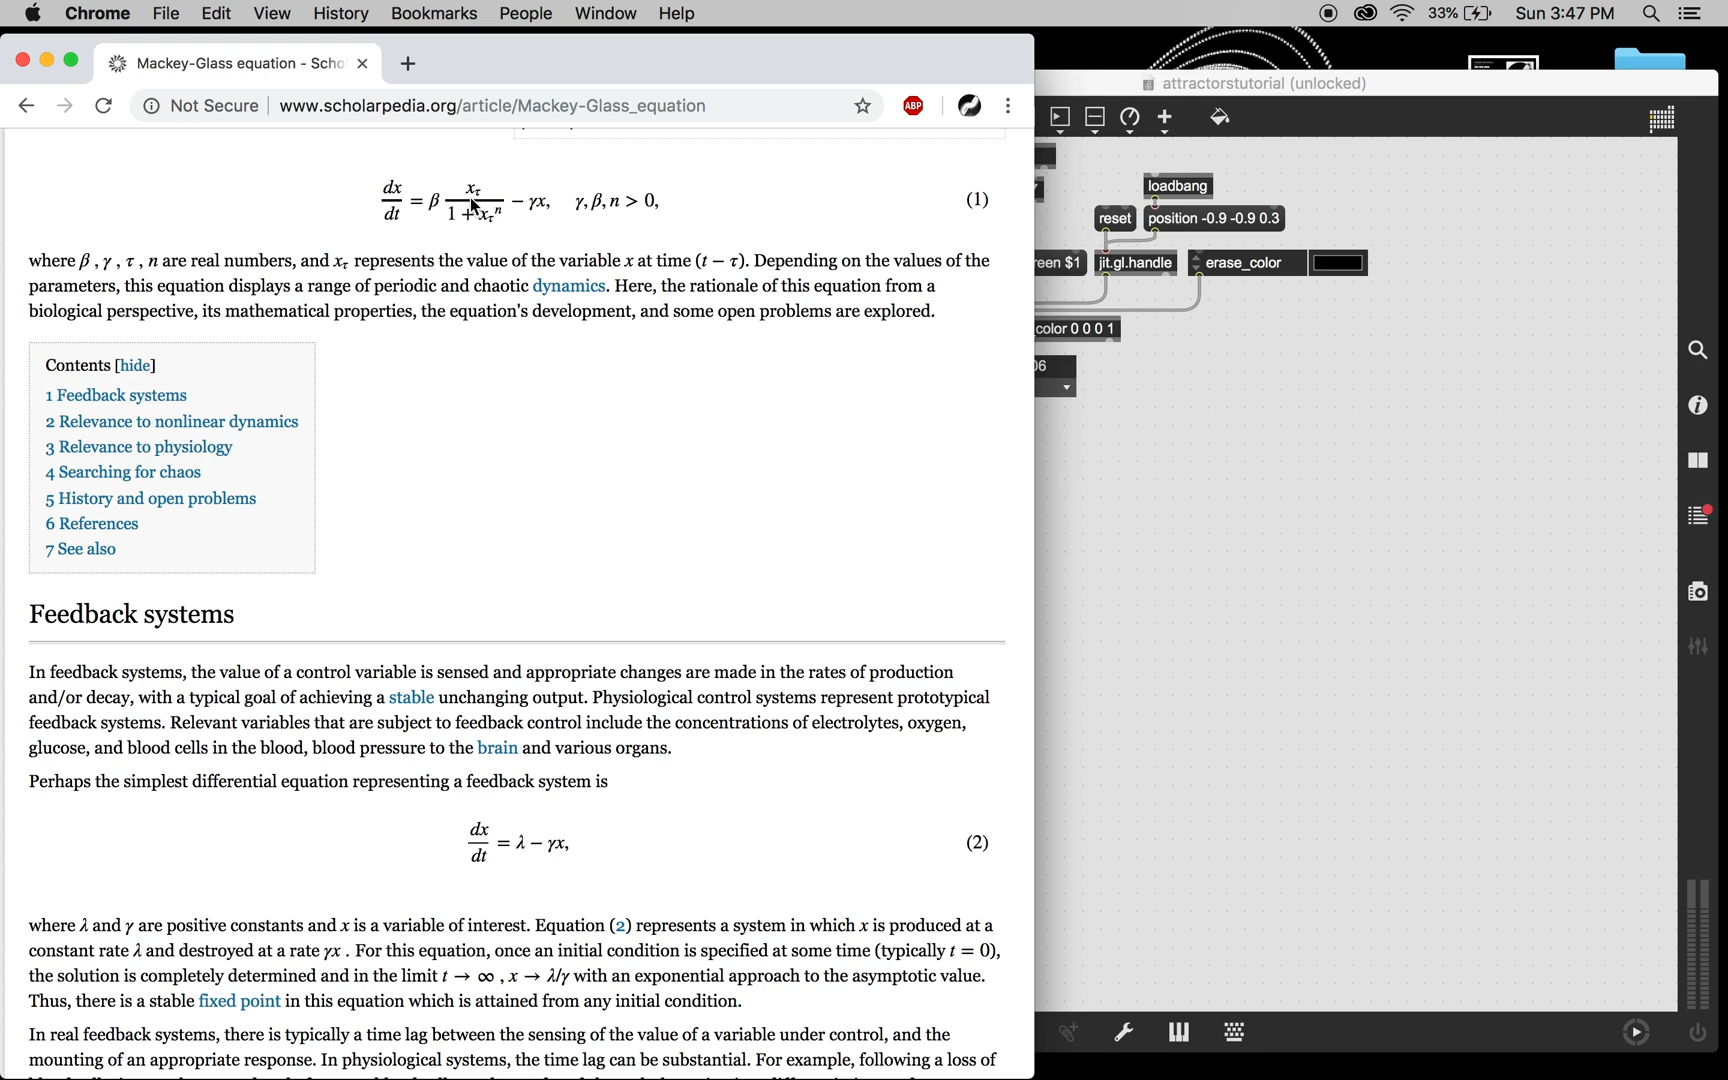 Chrome File Edit View History Bookmarks People Window Help 33% Sun 3:47 PM
Mackey-Glass equation - Scho
Not Secure | www.scholarpedia.org/article/Mackey-Glass_equation
ABP
dx/dt = β xτ/(1 + xτⁿ) − γx, γ, β, n > 0, (1)
where β , γ , τ , n are real numbers, and xτ represents the value of the variable x at time (t − τ). Depending on the values of the
parameters, this equation displays a range of periodic and chaotic dynamics. Here, the rationale of this equation from a
biological perspective, its mathematical properties, the equation's development, and some open problems are explored.
Contents [hide]
1 Feedback systems
2 Relevance to nonlinear dynamics
3 Relevance to physiology
4 Searching for chaos
5 History and open problems
6 References
7 See also
Feedback systems
In feedback systems, the value of a control variable is sensed and appropriate changes are made in the rates of production
and/or decay, with a typical goal of achieving a stable unchanging output. Physiological control systems represent prototypical
feedback systems. Relevant variables that are subject to feedback control include the concentrations of electrolytes, oxygen,
glucose, and blood cells in the blood, blood pressure to the brain and various organs.
Perhaps the simplest differential equation representing a feedback system is
dx/dt = λ − γx, (2)
where λ and γ are positive constants and x is a variable of interest. Equation (2) represents a system in which x is produced at a
constant rate λ and destroyed at a rate γx . For this equation, once an initial condition is specified at some time (typically t = 0),
the solution is completely determined and in the limit t → ∞ , x → λ/γ with an exponential approach to the asymptotic value.
Thus, there is a stable fixed point in this equation which is attained from any initial condition.
In real feedback systems, there is typically a time lag between the sensing of the value of a variable under control, and the
mounting of an appropriate response. In physiological systems, the time lag can be substantial. For example, following a loss of
attractorstutorial (unlocked)
loadbang
reset position -0.9 -0.9 0.3
reen $1 jit.gl.handle erase_color
color 0 0 0 1
06